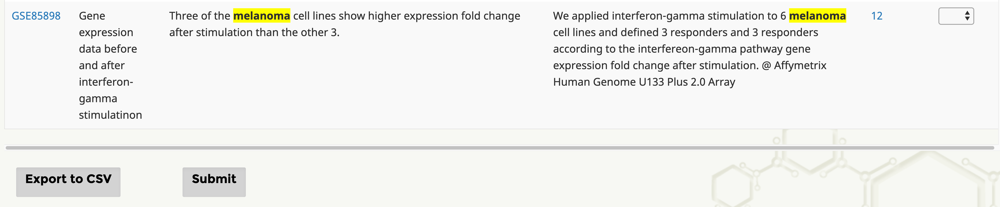 GSE85898
Gene
expression
data before
and after
interferon-
gamma
stimulatinon
Three of the melanoma cell lines show higher expression fold change
after stimulation than the other 3.
We applied interferon-gamma stimulation to 6 melanoma
cell lines and defined 3 responders and 3 responders
according to the interfereon-gamma pathway gene
expression fold change after stimulation. @ Affymetrix
Human Genome U133 Plus 2.0 Array
12
Export to CSV
Submit